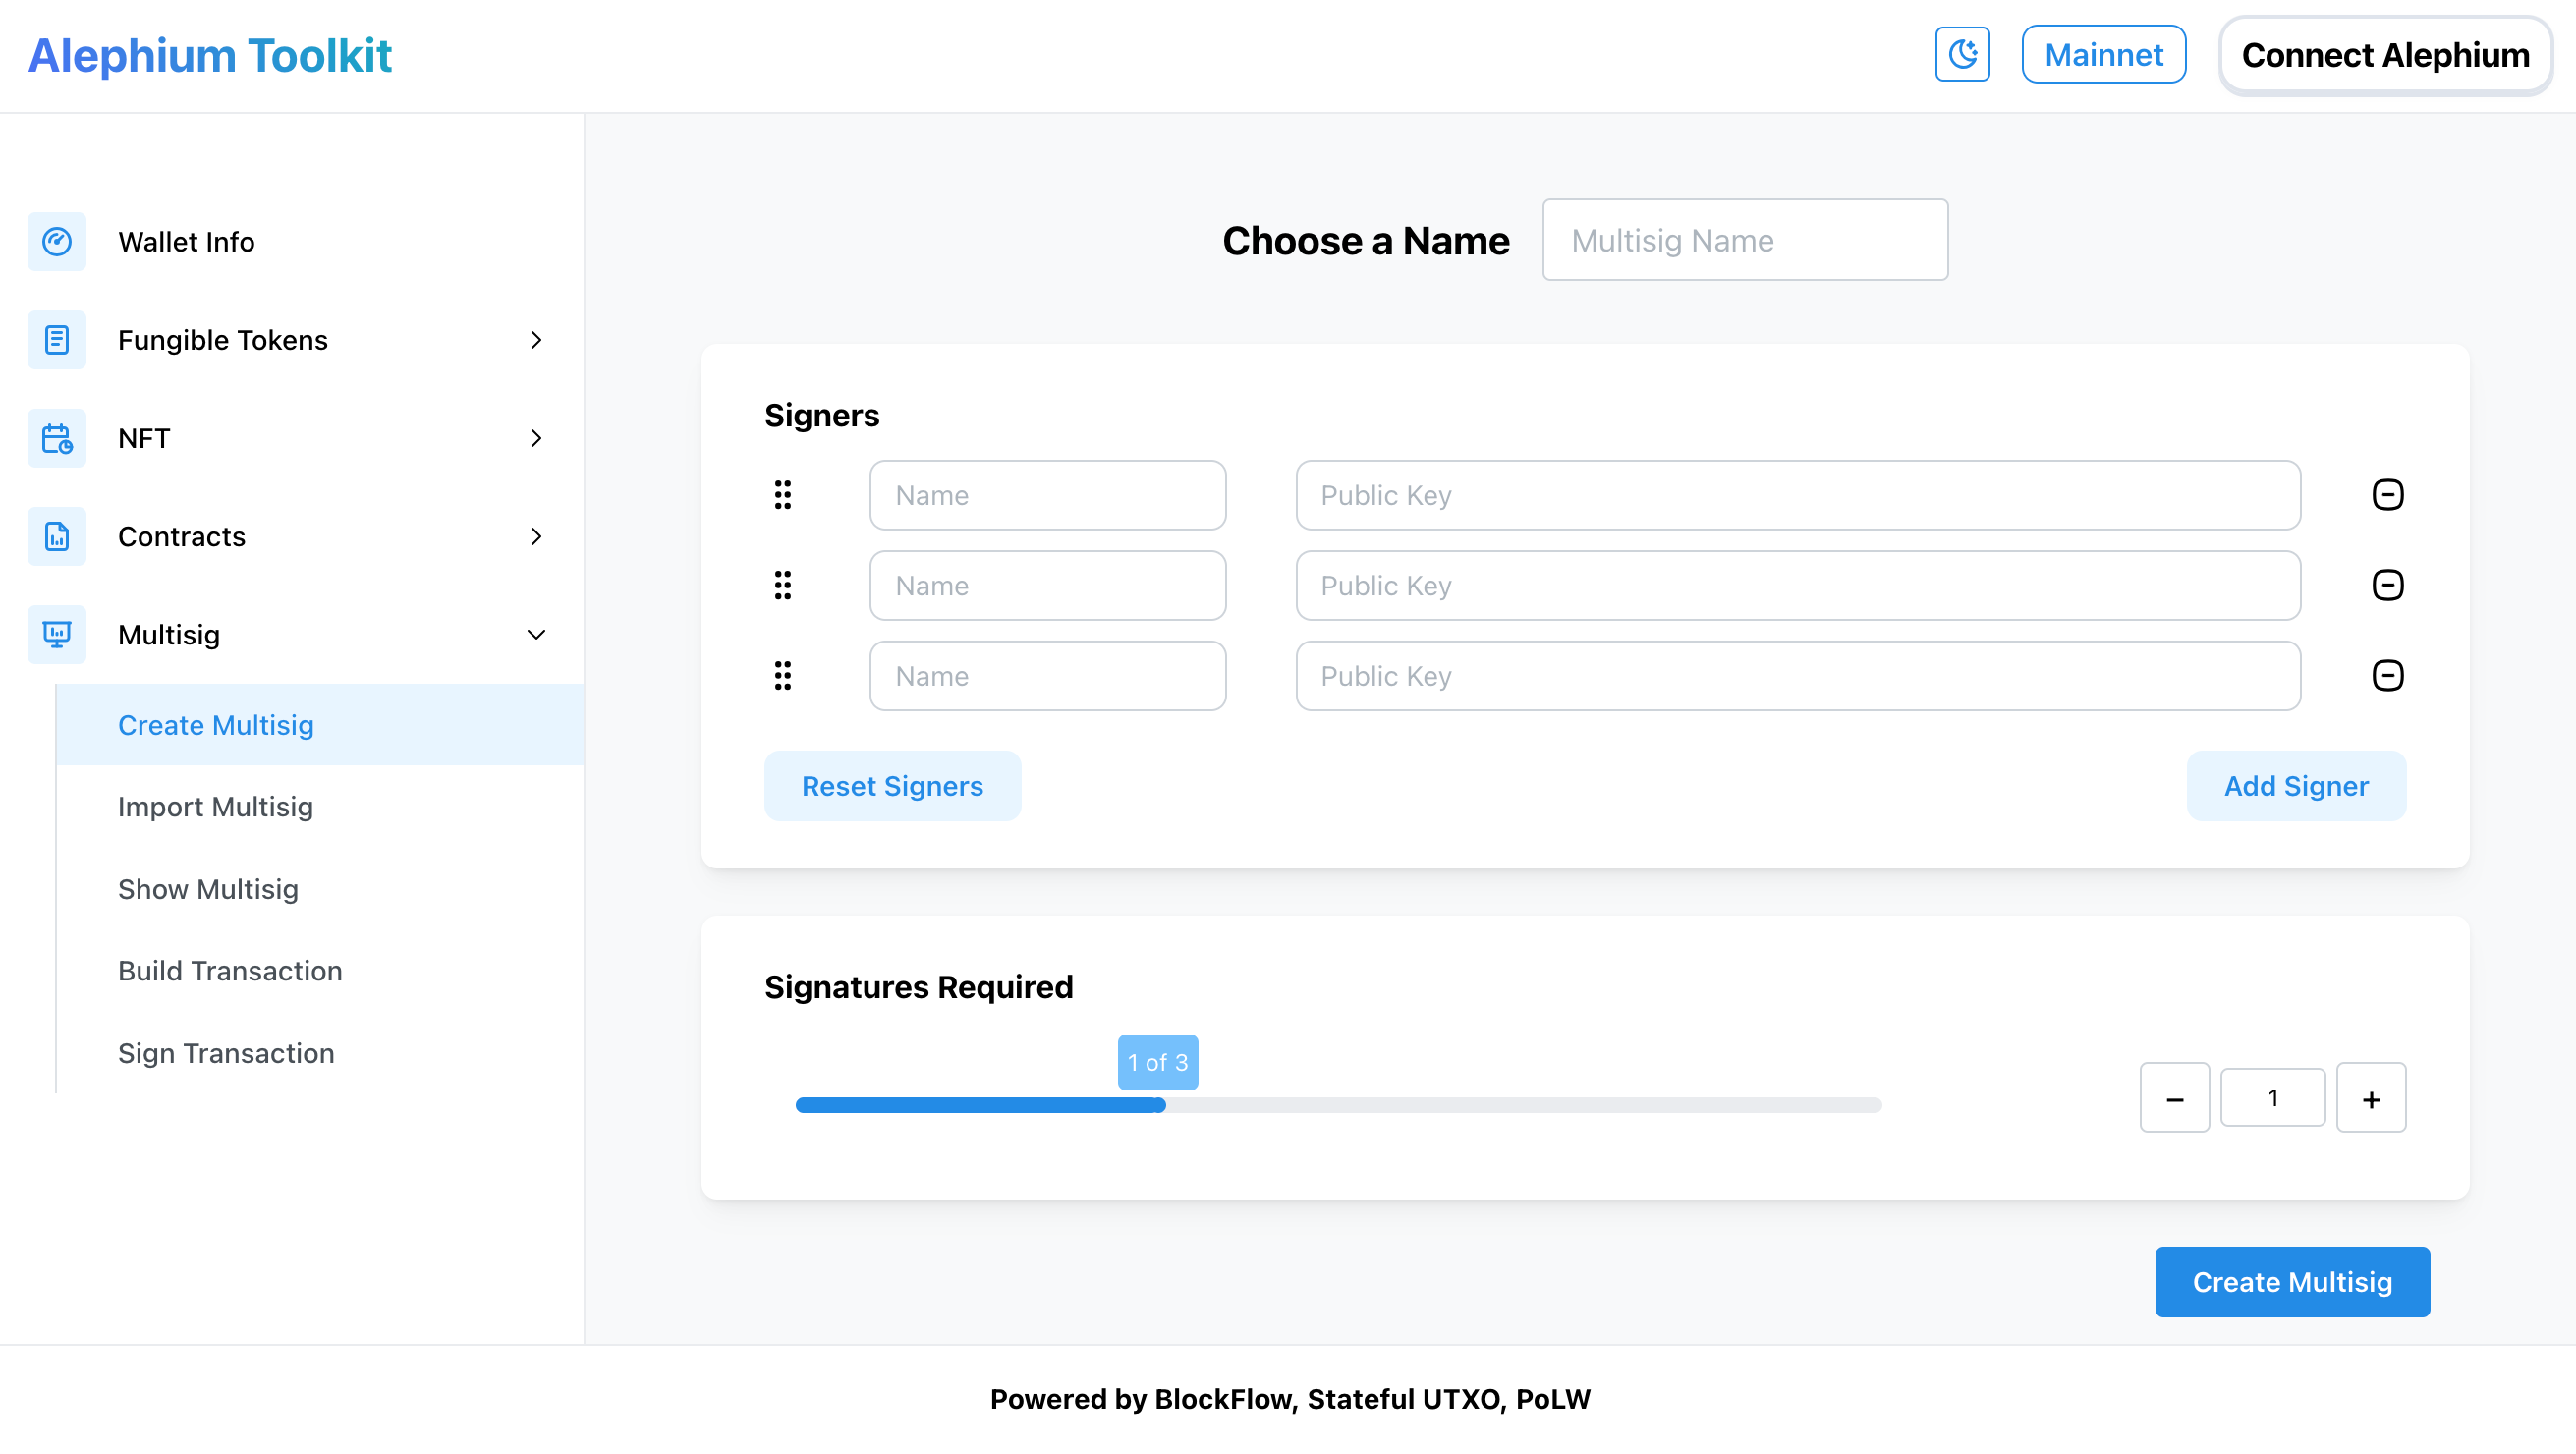 Alephium Toolkit
Mainnet
Connect Alephium
Wallet Info
Fungible Tokens
NFT
Contracts
Multisig
Create Multisig
Import Multisig
Show Multisig
Build Transaction
Sign Transaction
Choose a Name
Multisig Name
Signers
Name
Public Key
Name
Public Key
Name
Public Key
Reset Signers
Add Signer
Signatures Required
1 of 3
1
Create Multisig
Powered by BlockFlow, Stateful UTXO, PoLW